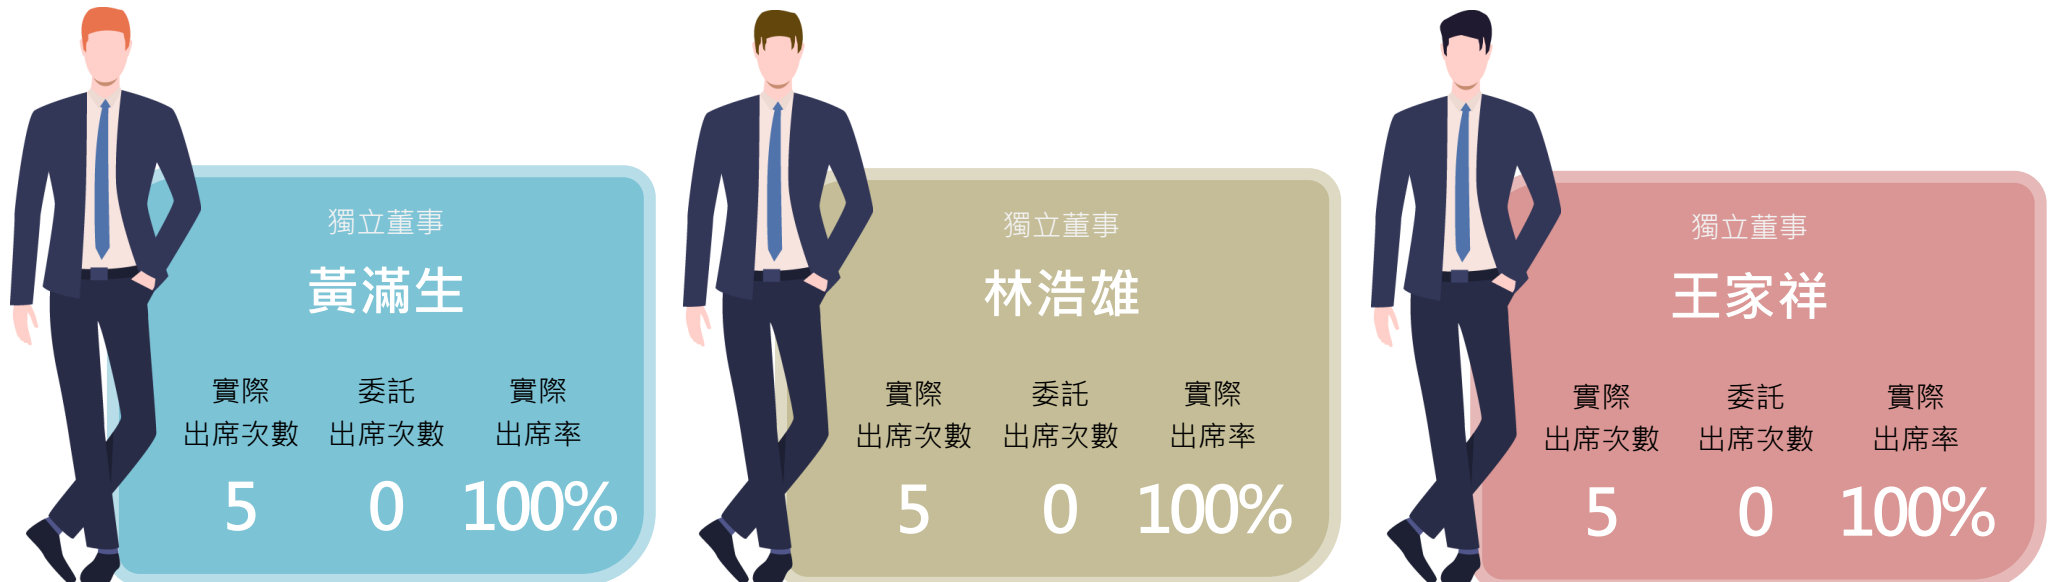 獨立董事
黃滿生
實際 委託 實際
出席次數 出席次數 出席率
5 0 100%
獨立董事
林浩雄
實際 委託 實際
出席次數 出席次數 出席率
5 0 100%
獨立董事
王家祥
實際 委託 實際
出席次數 出席次數 出席率
5 0 100%